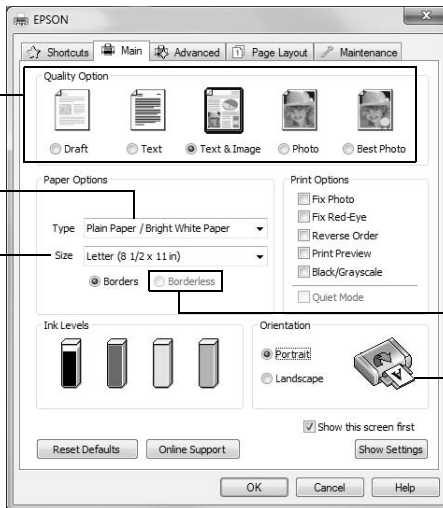 EPSON
x
Shortcuts Main Advanced Page Layout Maintenance
Quality Option
Draft Text Text & Image Photo Best Photo
Paper Options
Type Plain Paper / Bright White Paper
Size Letter (8 1/2 x 11 in)
Borders Borderless
Print Options
Fix Photo
Fix Red-Eye
Reverse Order
Print Preview
Black/Grayscale
Quiet Mode
Ink Levels
Orientation
Portrait
Landscape
A
Show this screen first
Reset Defaults Online Support Show Settings
OK Cancel Help